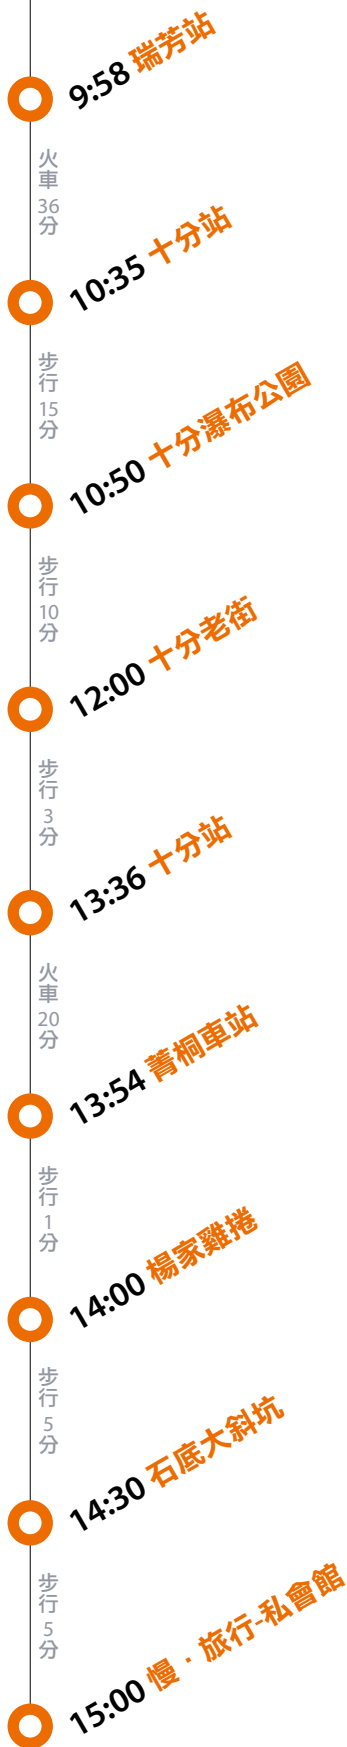 9:58 瑞芳站
火車 36 分
10:35 十分站
步行 15 分
10:50 十分瀑布公園
步行 10 分
12:00 十分老街
步行 3 分
13:36 十分站
火車 20 分
13:54 菁桐車站
步行 1 分
14:00 楊家雞捲
步行 5 分
14:30 石底大斜坑
步行 5 分
15:00 慢．旅行-私會館